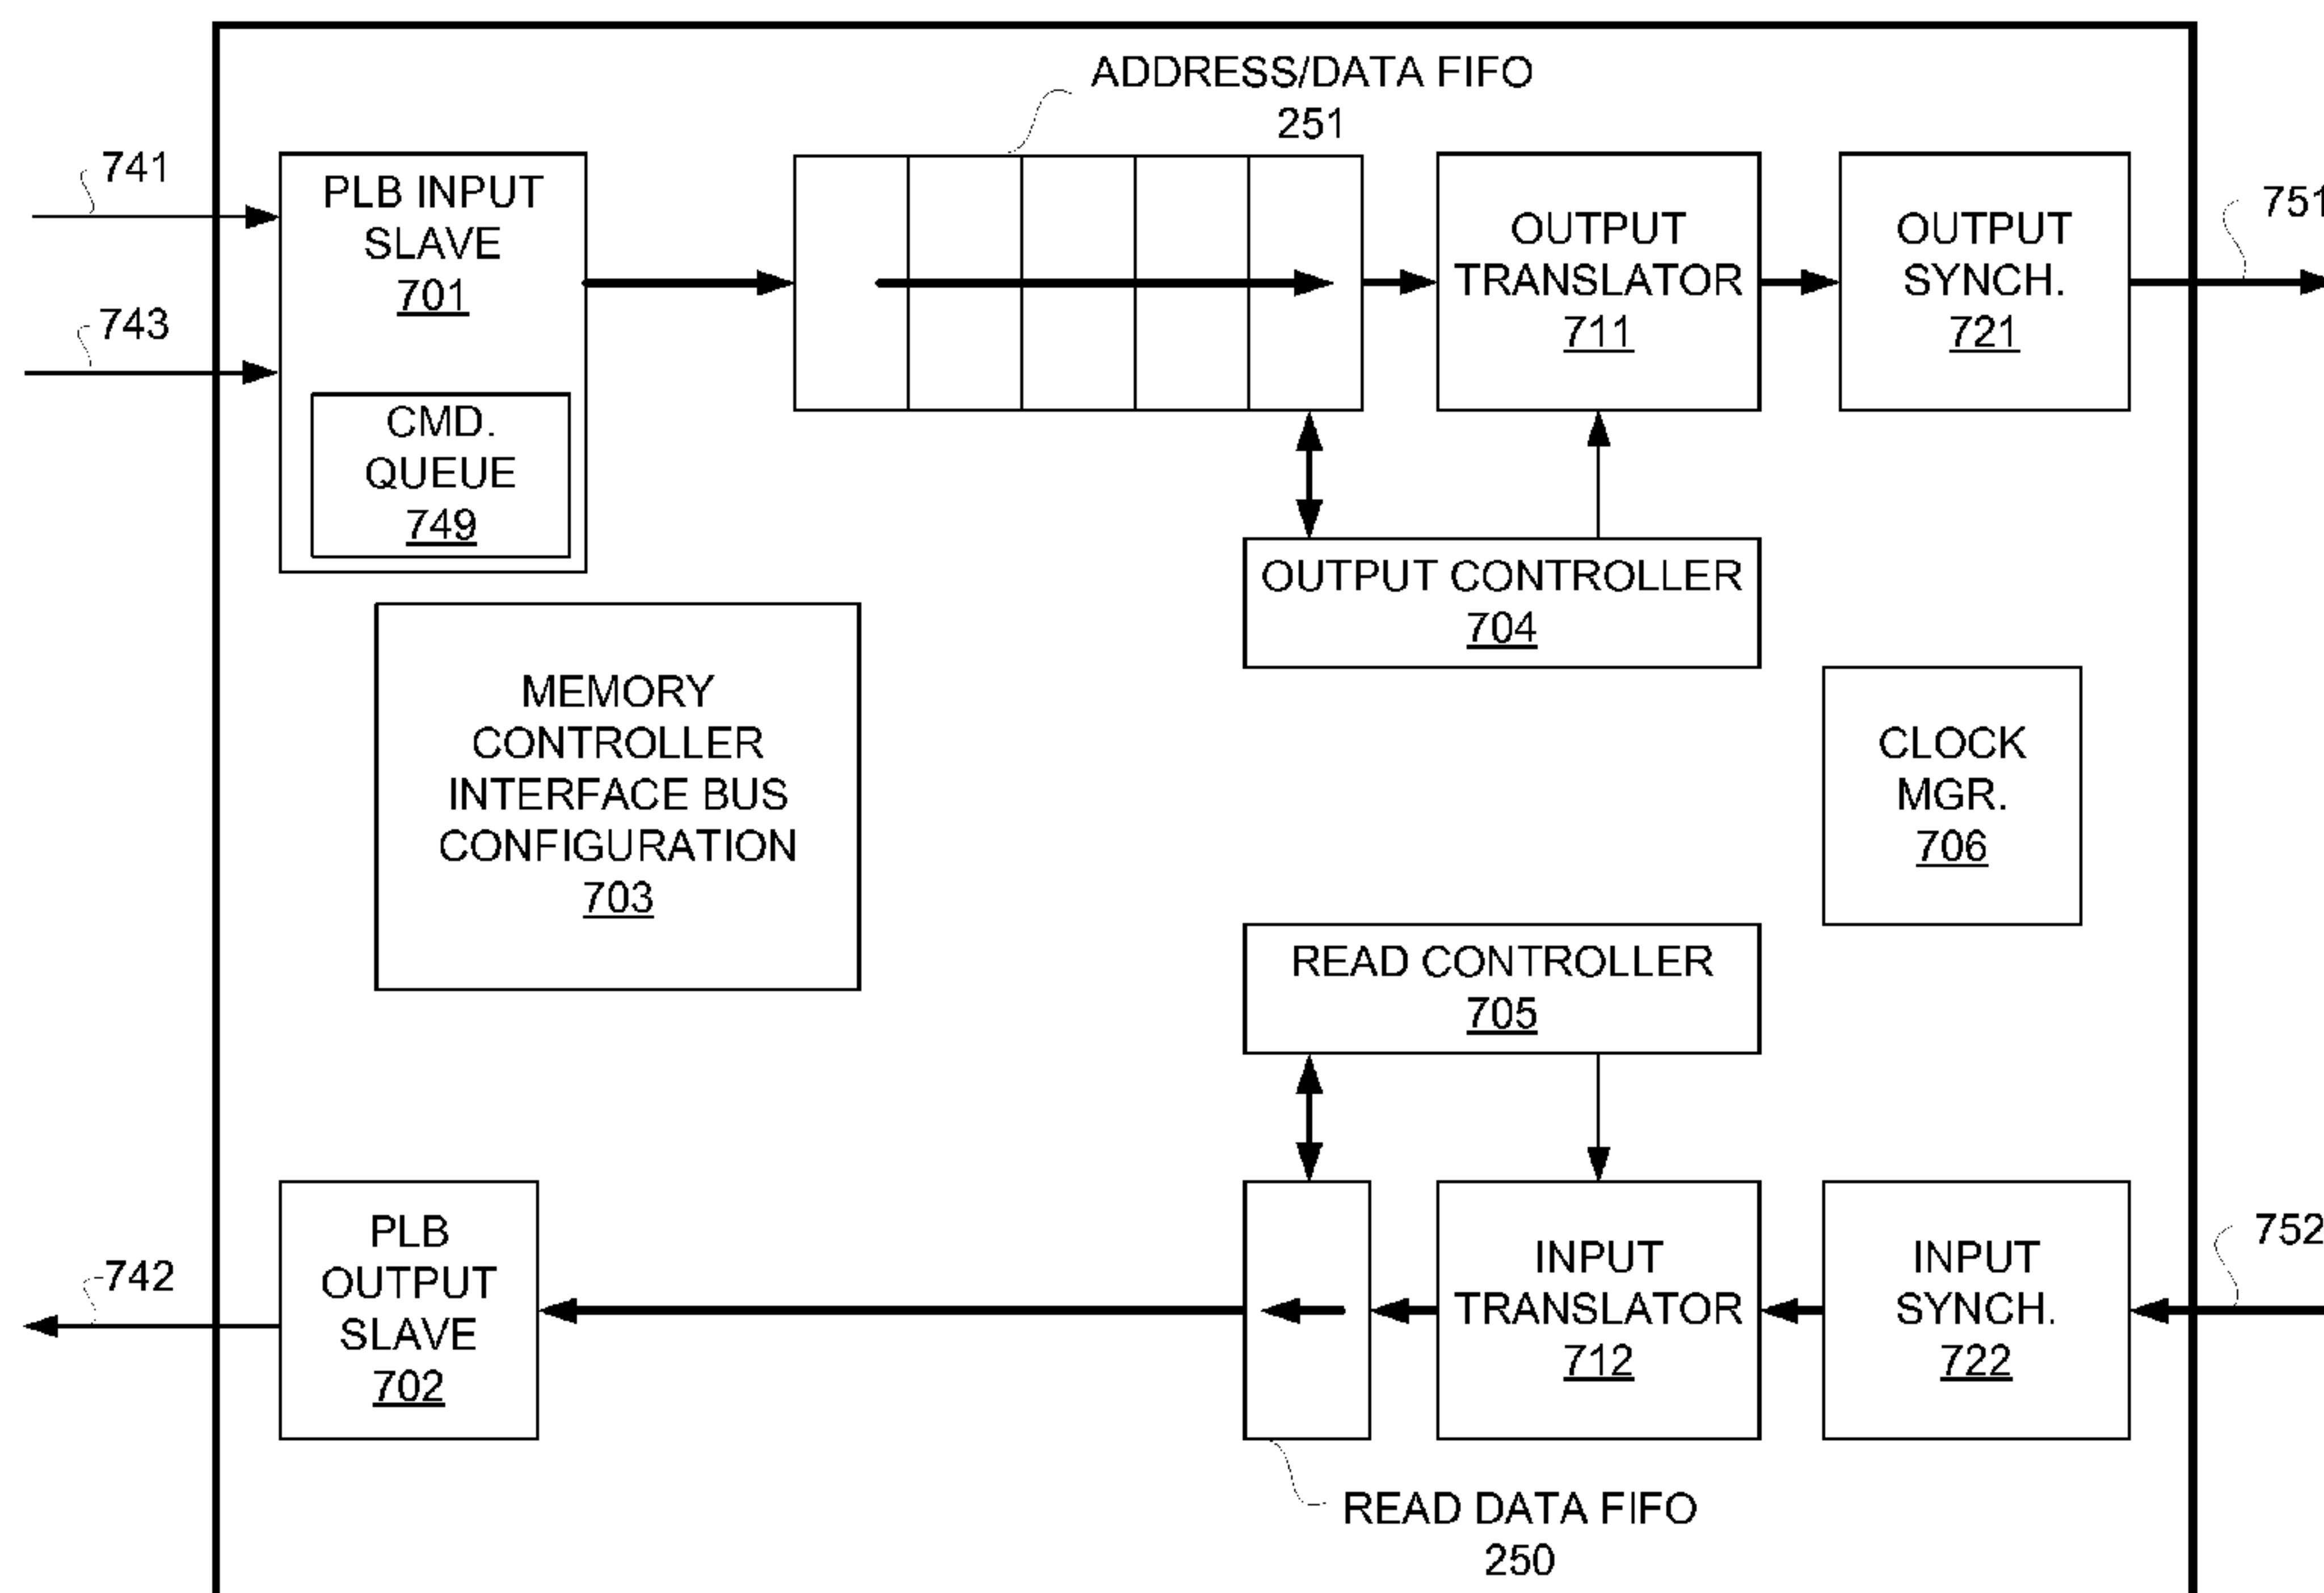 ADDRESS/DATA FIFO
251
741
743
PLB INPUT
SLAVE
701
CMD.
QUEUE
749
OUTPUT
TRANSLATOR
711
OUTPUT
SYNCH.
721
751
OUTPUT CONTROLLER
704
MEMORY
CONTROLLER
INTERFACE BUS
CONFIGURATION
703
CLOCK
MGR.
706
READ CONTROLLER
705
742
PLB
OUTPUT
SLAVE
702
INPUT
TRANSLATOR
712
INPUT
SYNCH.
722
752
READ DATA FIFO
250